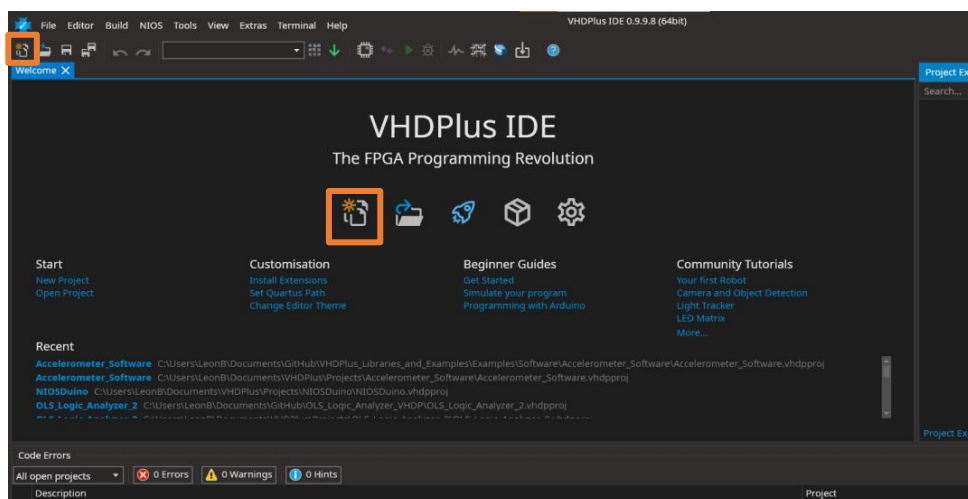 File Editor Build NIOS Tools View Extras Terminal Help VHDPlus IDE 0.9.9.8 (64bit)
Welcome
Project Ex
Search...
VHDPlus IDE
The FPGA Programming Revolution
Start Customisation Beginner Guides Community Tutorials
New Project Install Extensions Get Started Your first Robot
Open Project Set Quartus Path Simulate your program Camera and Object Detection
Change Editor Theme Programming with Arduino Light Tracker
LED Matrix
More...
Recent
Accelerometer_Software C:\Users\LeonB\Documents\GitHub\VHDPlus_Libraries_and_Examples\Examples\Software\Accelerometer_Software\Accelerometer_Software.vhdpproj
Accelerometer_Software C:\Users\LeonB\Documents\VHDPlus\Projects\Accelerometer_Software\Accelerometer_Software.vhdpproj
NIOSDuino C:\Users\LeonB\Documents\VHDPlus\Projects\NIOSDuino\NIOSDuino.vhdpproj
OLS_Logic_Analyzer_2 C:\Users\LeonB\Documents\GitHub\OLS_Logic_Analyzer_VHDP\OLS_Logic_Analyzer_2.vhdpproj
Project Ex
Code Errors
All open projects 0 Errors 0 Warnings 0 Hints
Description Project